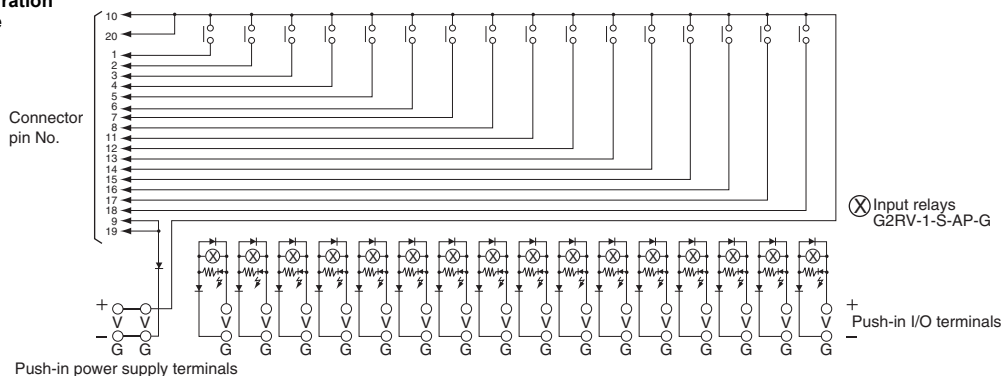 ration
e
10
20
1
2
3
4
5
6
7
8
11
12
13
14
15
16
17
18
9
19
Connector
pin No.
Input relays
G2RV-1-S-AP-G
+ V V V V V V V V V V V V V V V V V V +
Push-in I/O terminals
− G G G G G G G G G G G G G G G G G G −
Push-in power supply terminals